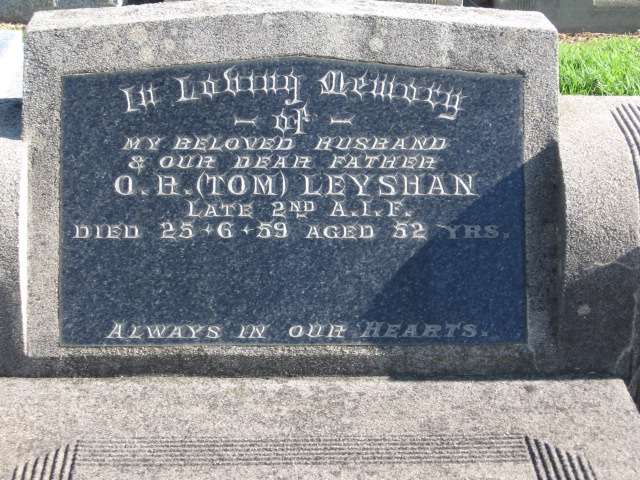 In Loving Memory
- of -
MY BELOVED HUSBAND
& OUR DEAR FATHER
O. H. (TOM) LEYSHAN
LATE 2ND A.I.F.
DIED 25·6·59 AGED 52 YRS.
ALWAYS IN OUR HEARTS.